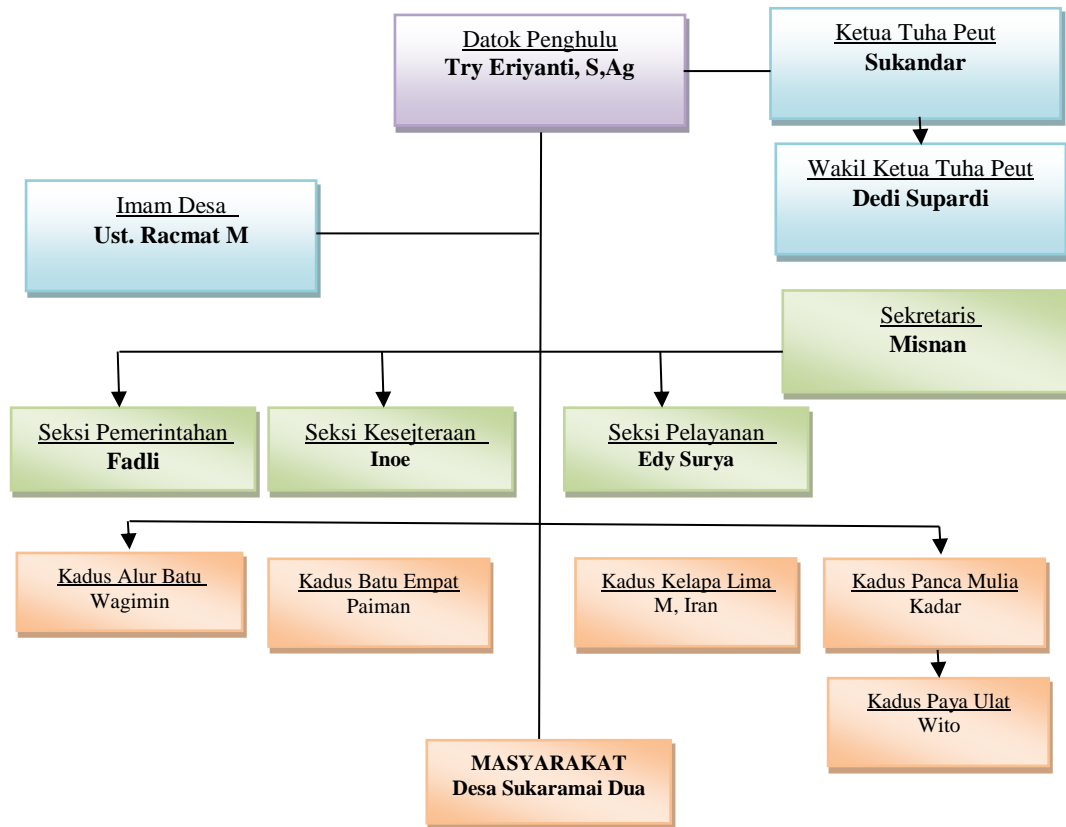 Datok Penghulu
Try Eriyanti, S,Ag
Ketua Tuha Peut
Sukandar
Wakil Ketua Tuha Peut
Dedi Supardi
Imam Desa
Ust. Racmat M
Sekretaris
Misnan
Seksi Pemerintahan
Fadli
Seksi Kesejteraan
Inoe
Seksi Pelayanan
Edy Surya
Kadus Alur Batu
Wagimin
Kadus Batu Empat
Paiman
Kadus Kelapa Lima
M, Iran
Kadus Panca Mulia
Kadar
Kadus Paya Ulat
Wito
MASYARAKAT
Desa Sukaramai Dua